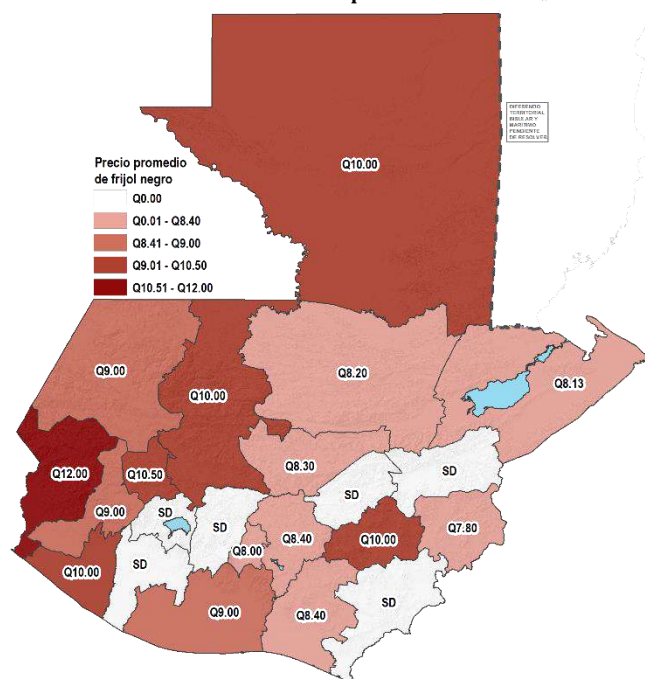 DIFERENDO
TERRITORIAL
INSULAR Y
MARÍTIMO
PENDIENTE
DE RESOLVER
Precio promedio
de frijol negro
Q0.00
Q0.01 - Q8.40
Q8.41 - Q9.00
Q9.01 - Q10.50
Q10.51 - Q12.00
Q10.00
Q9.00
Q10.00
Q8.20
Q8.13
Q12.00
Q10.50
Q8.30
SD
SD
Q9.00
SD
SD
Q8.00
Q8.40
Q10.00
Q7.80
Q10.00
SD
Q9.00
Q8.40
SD